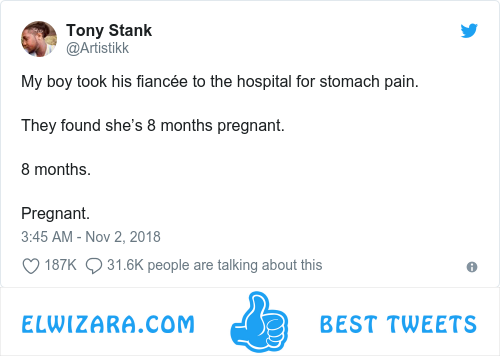 Tony Stank
@Artistikk
My boy took his fiancée to the hospital for stomach pain.
They found she’s 8 months pregnant.
8 months.
Pregnant.
3:45 AM - Nov 2, 2018
187K 31.6K people are talking about this
ELWIZARA.COM BEST TWEETS